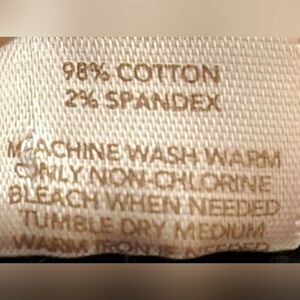 98% COTTON
2% SPANDEX
MACHINE WASH WARM
ONLY NON-CHLORINE
BLEACH WHEN NEEDED
TUMBLE DRY MEDIUM
WARM IRON IF NEEDED